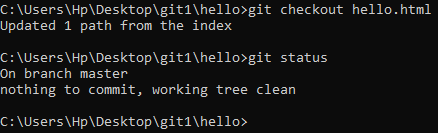 C:\Users\Hp\Desktop\git1\hello>git checkout hello.html
Updated 1 path from the index
C:\Users\Hp\Desktop\git1\hello>git status
On branch master
nothing to commit, working tree clean
C:\Users\Hp\Desktop\git1\hello>